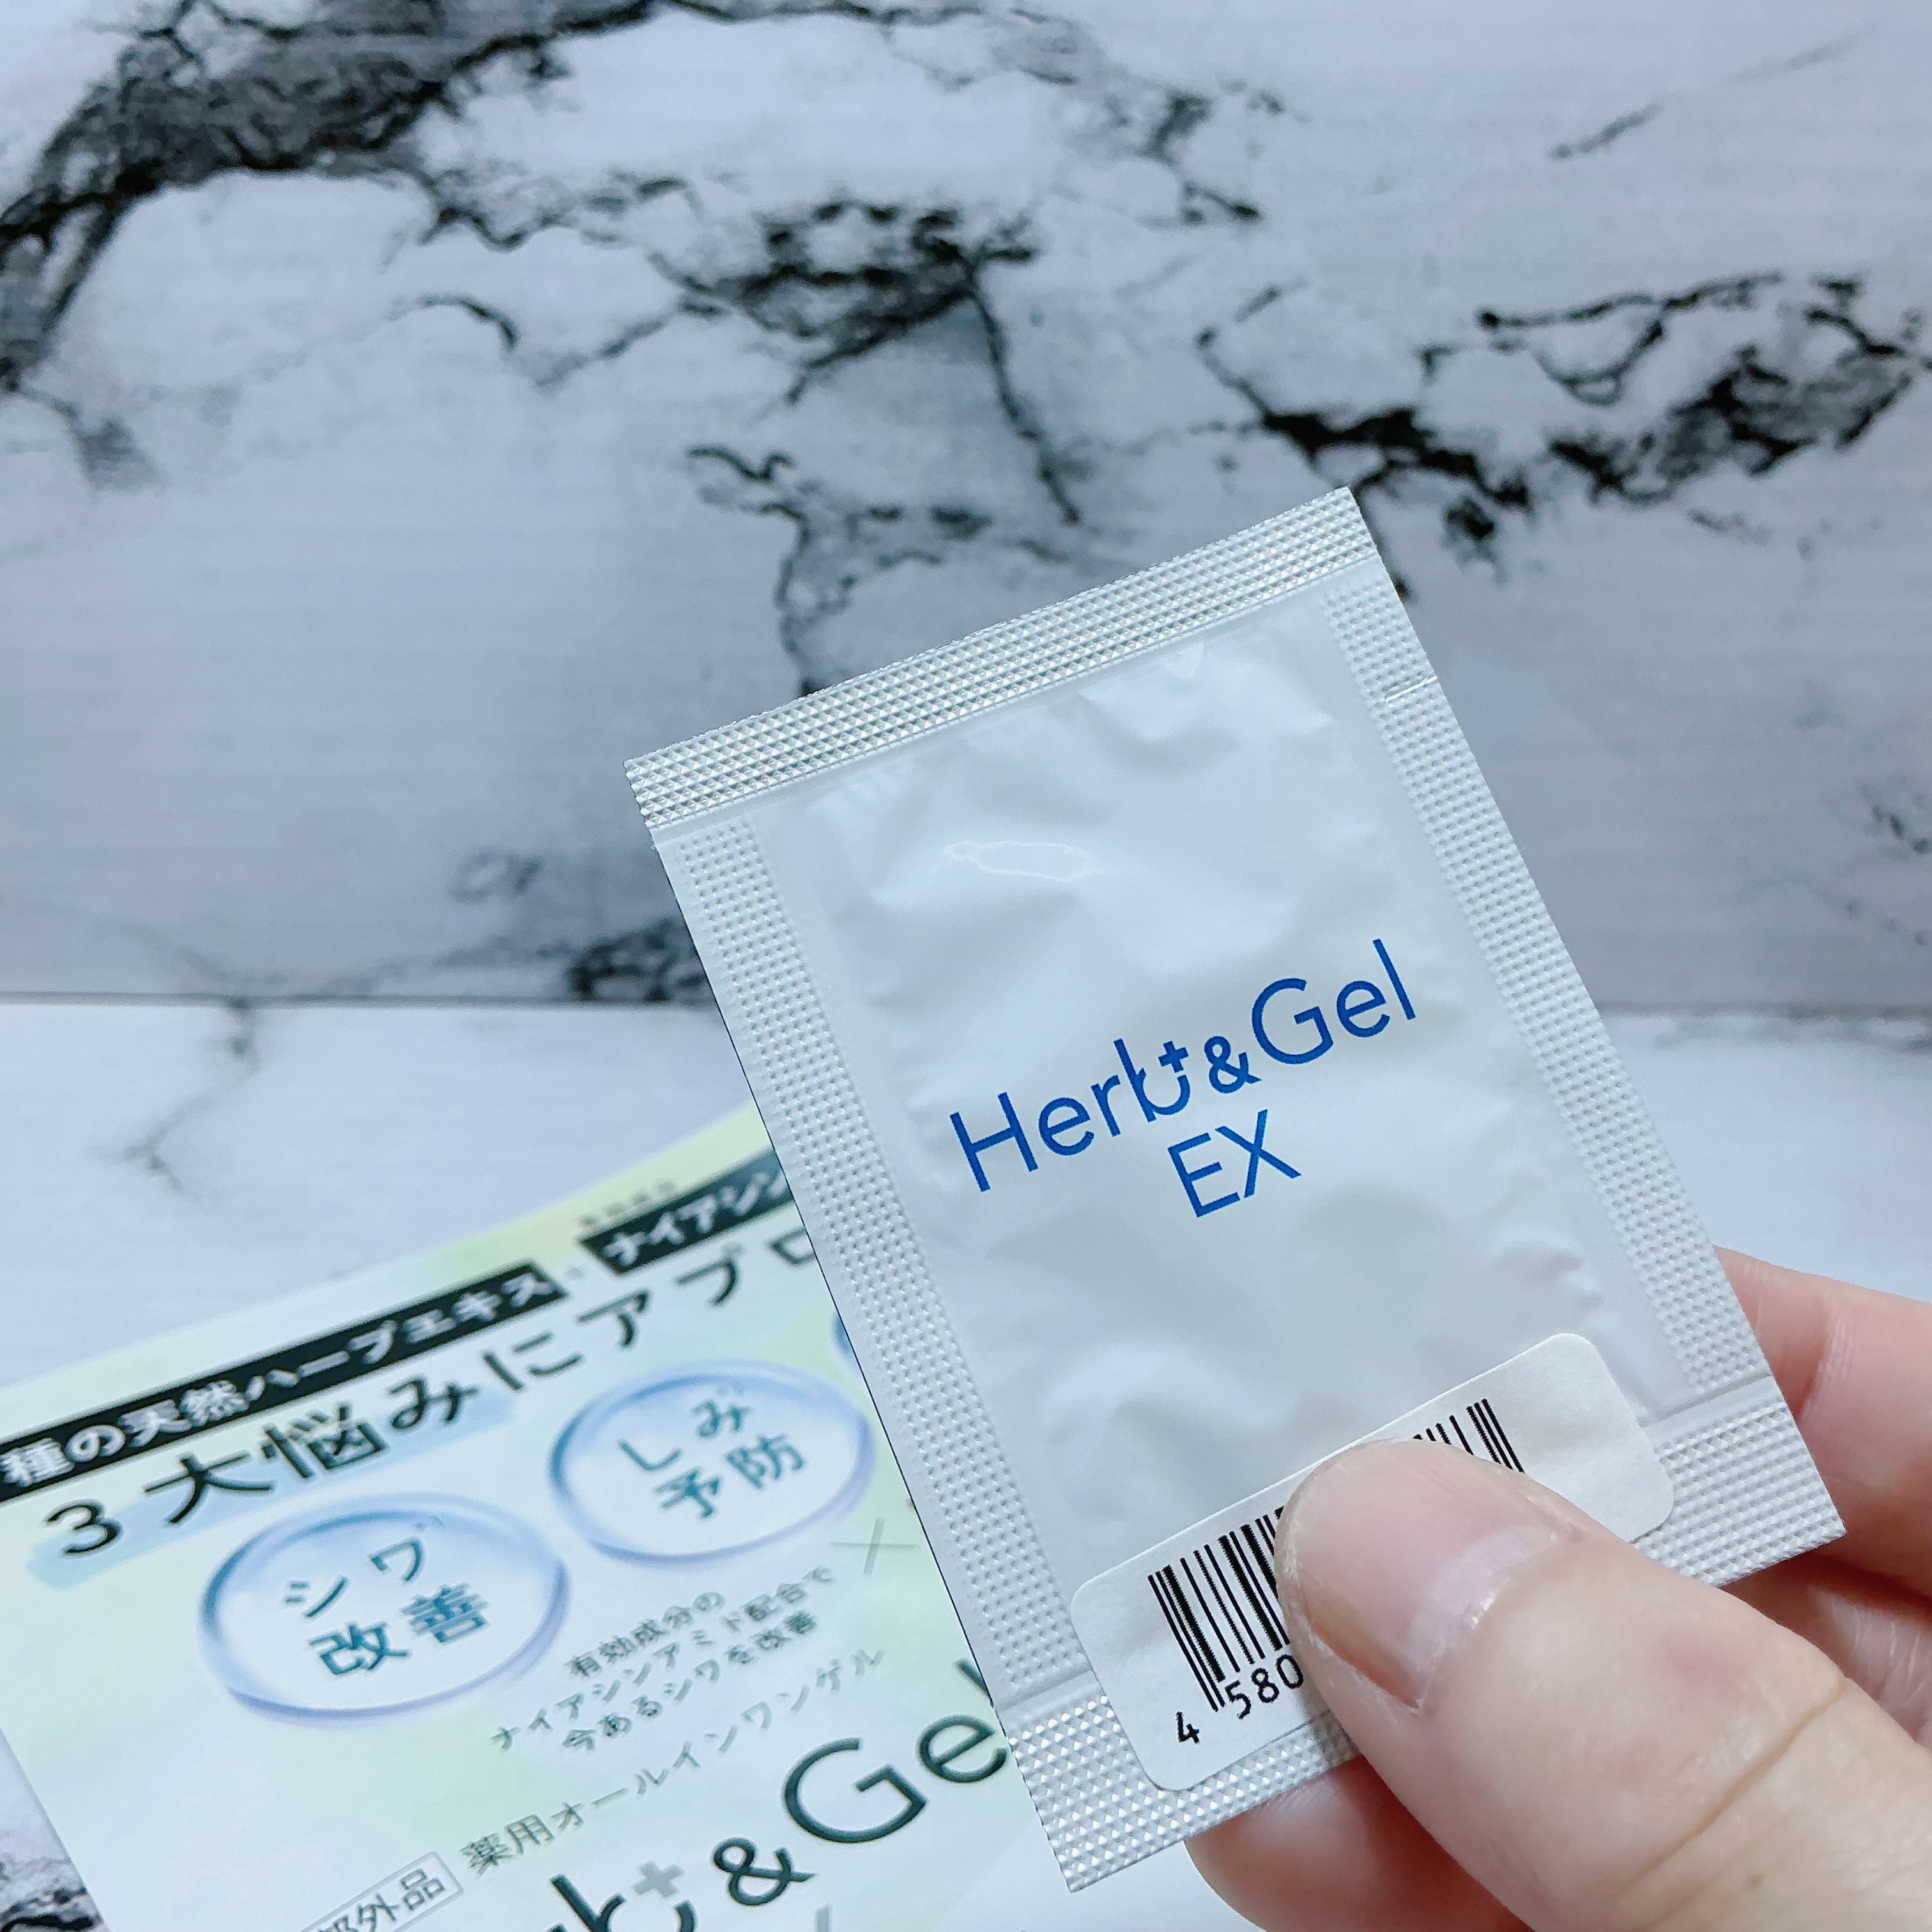 Herb&Gel
EX
4 580
種の天然ハーブエキス
ナイアシン
3大悩みにアプロ
シワ
改善
しみ
予防
有効成分の
ナイアシンアミド配合で
今あるシワを改善
部外品
薬用オールインワンゲル
rb&Gel